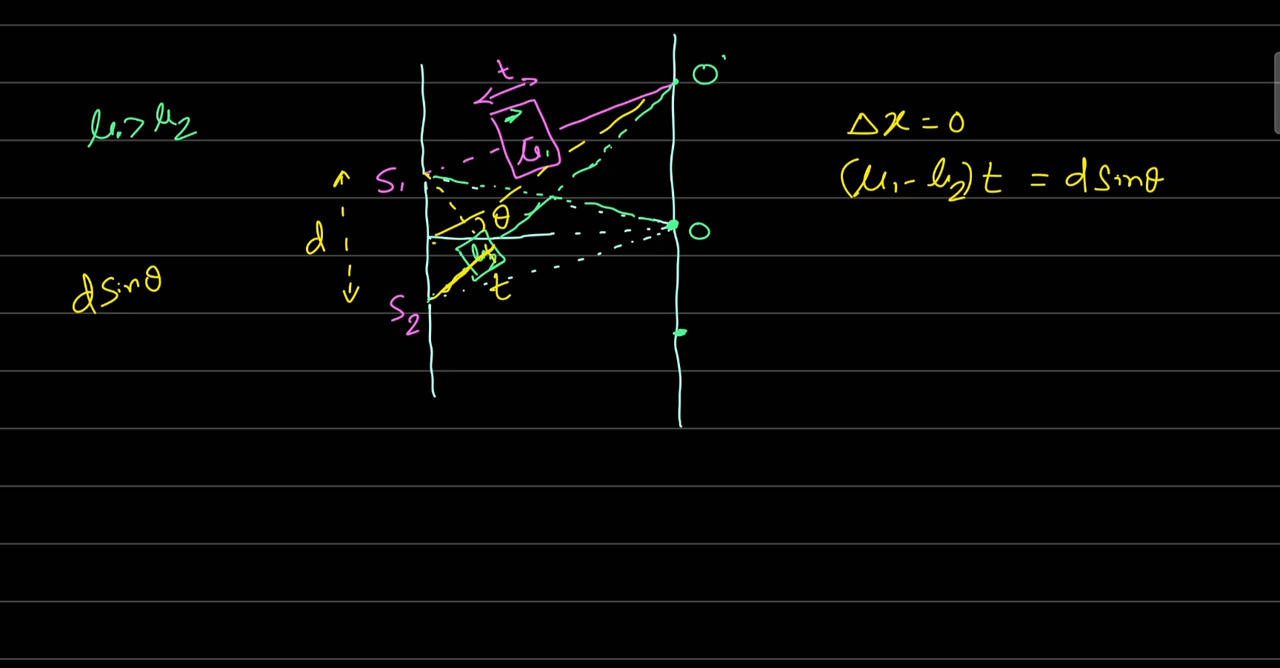 μ₁ > μ₂
d sinθ
d
S₁
S₂
t
μ₁
θ
μ₂
t
O'
O
Δx = 0
(μ₁ - μ₂) t = d sinθ